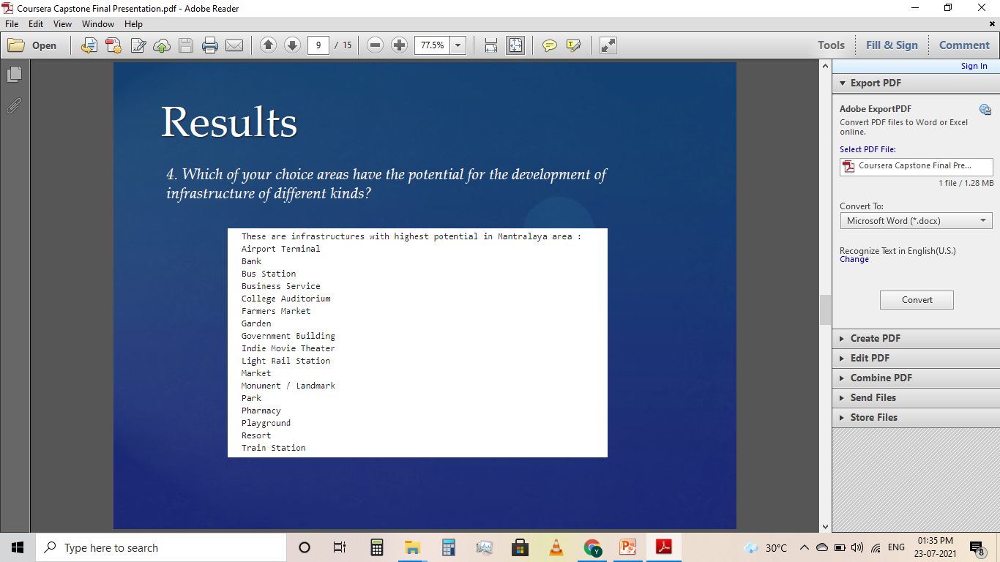 Coursera Capstone Final Presentation.pdf - Adobe Reader
File Edit View Window Help
Open 9 / 15 77.5% Tools Fill & Sign Comment
Sign In
Results
4. Which of your choice areas have the potential for the development of
infrastructure of different kinds?
These are infrastructures with highest potential in Mantralaya area :
Airport Terminal
Bank
Bus Station
Business Service
College Auditorium
Farmers Market
Garden
Government Building
Indie Movie Theater
Light Rail Station
Market
Monument / Landmark
Park
Pharmacy
Playground
Resort
Train Station
Export PDF
Adobe ExportPDF
Convert PDF files to Word or Excel
online.
Select PDF File:
Coursera Capstone Final Pre...
1 file / 1.28 MB
Convert To:
Microsoft Word (*.docx)
Recognize Text in English(U.S.)
Change
Convert
Create PDF
Edit PDF
Combine PDF
Send Files
Store Files
Type here to search
30°C ENG 01:35 PM
23-07-2021
8